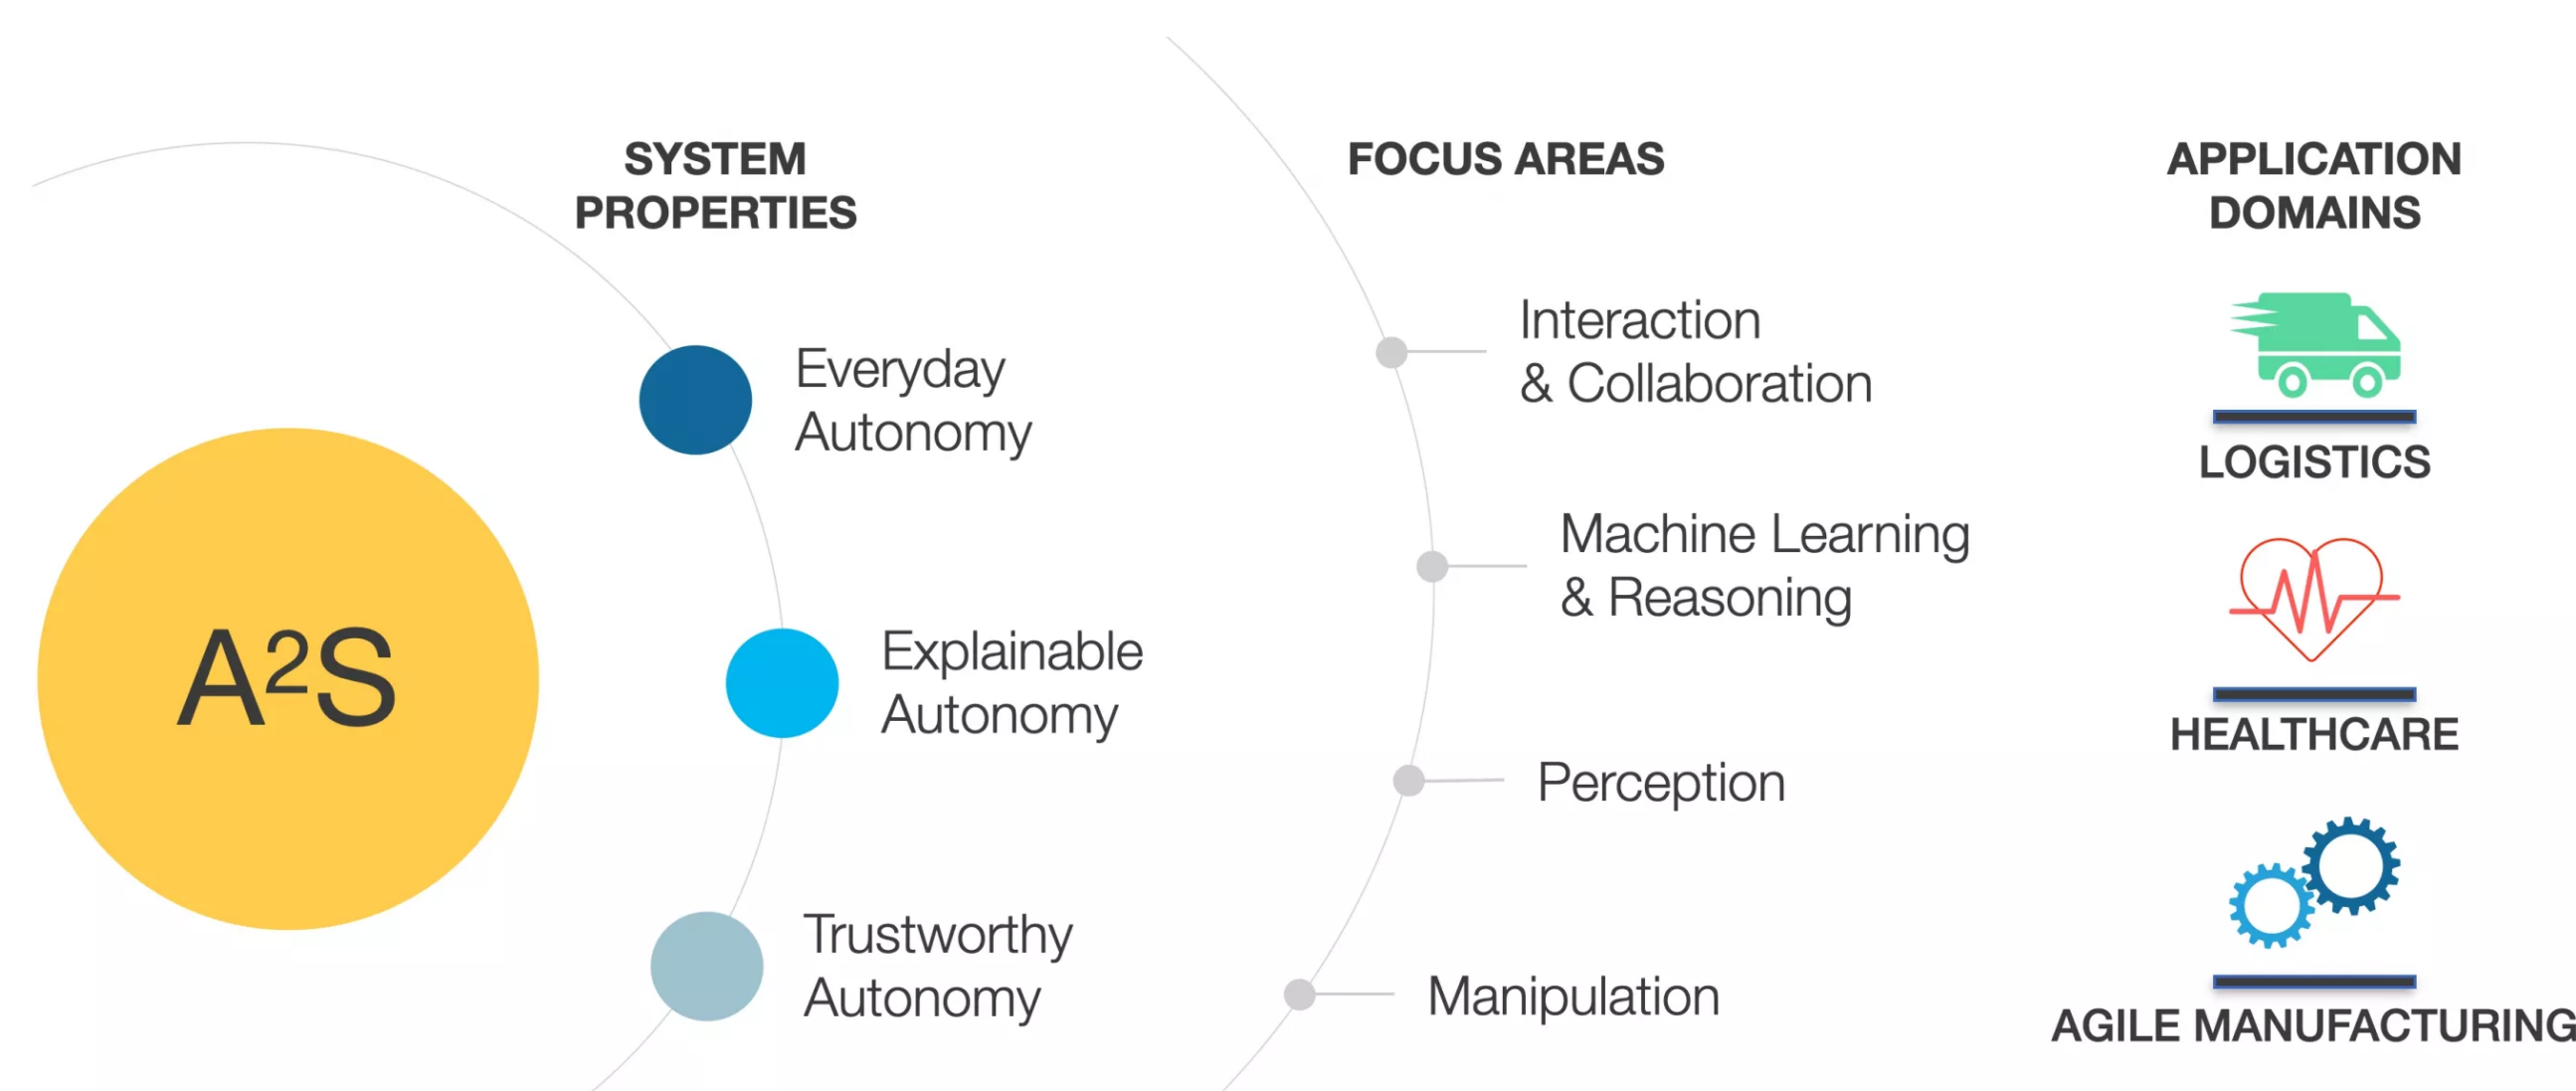 SYSTEM
PROPERTIES
FOCUS AREAS
APPLICATION
DOMAINS
A²S
Everyday
Autonomy
Explainable
Autonomy
Trustworthy
Autonomy
Interaction
& Collaboration
Machine Learning
& Reasoning
Perception
Manipulation
LOGISTICS
HEALTHCARE
AGILE MANUFACTURING